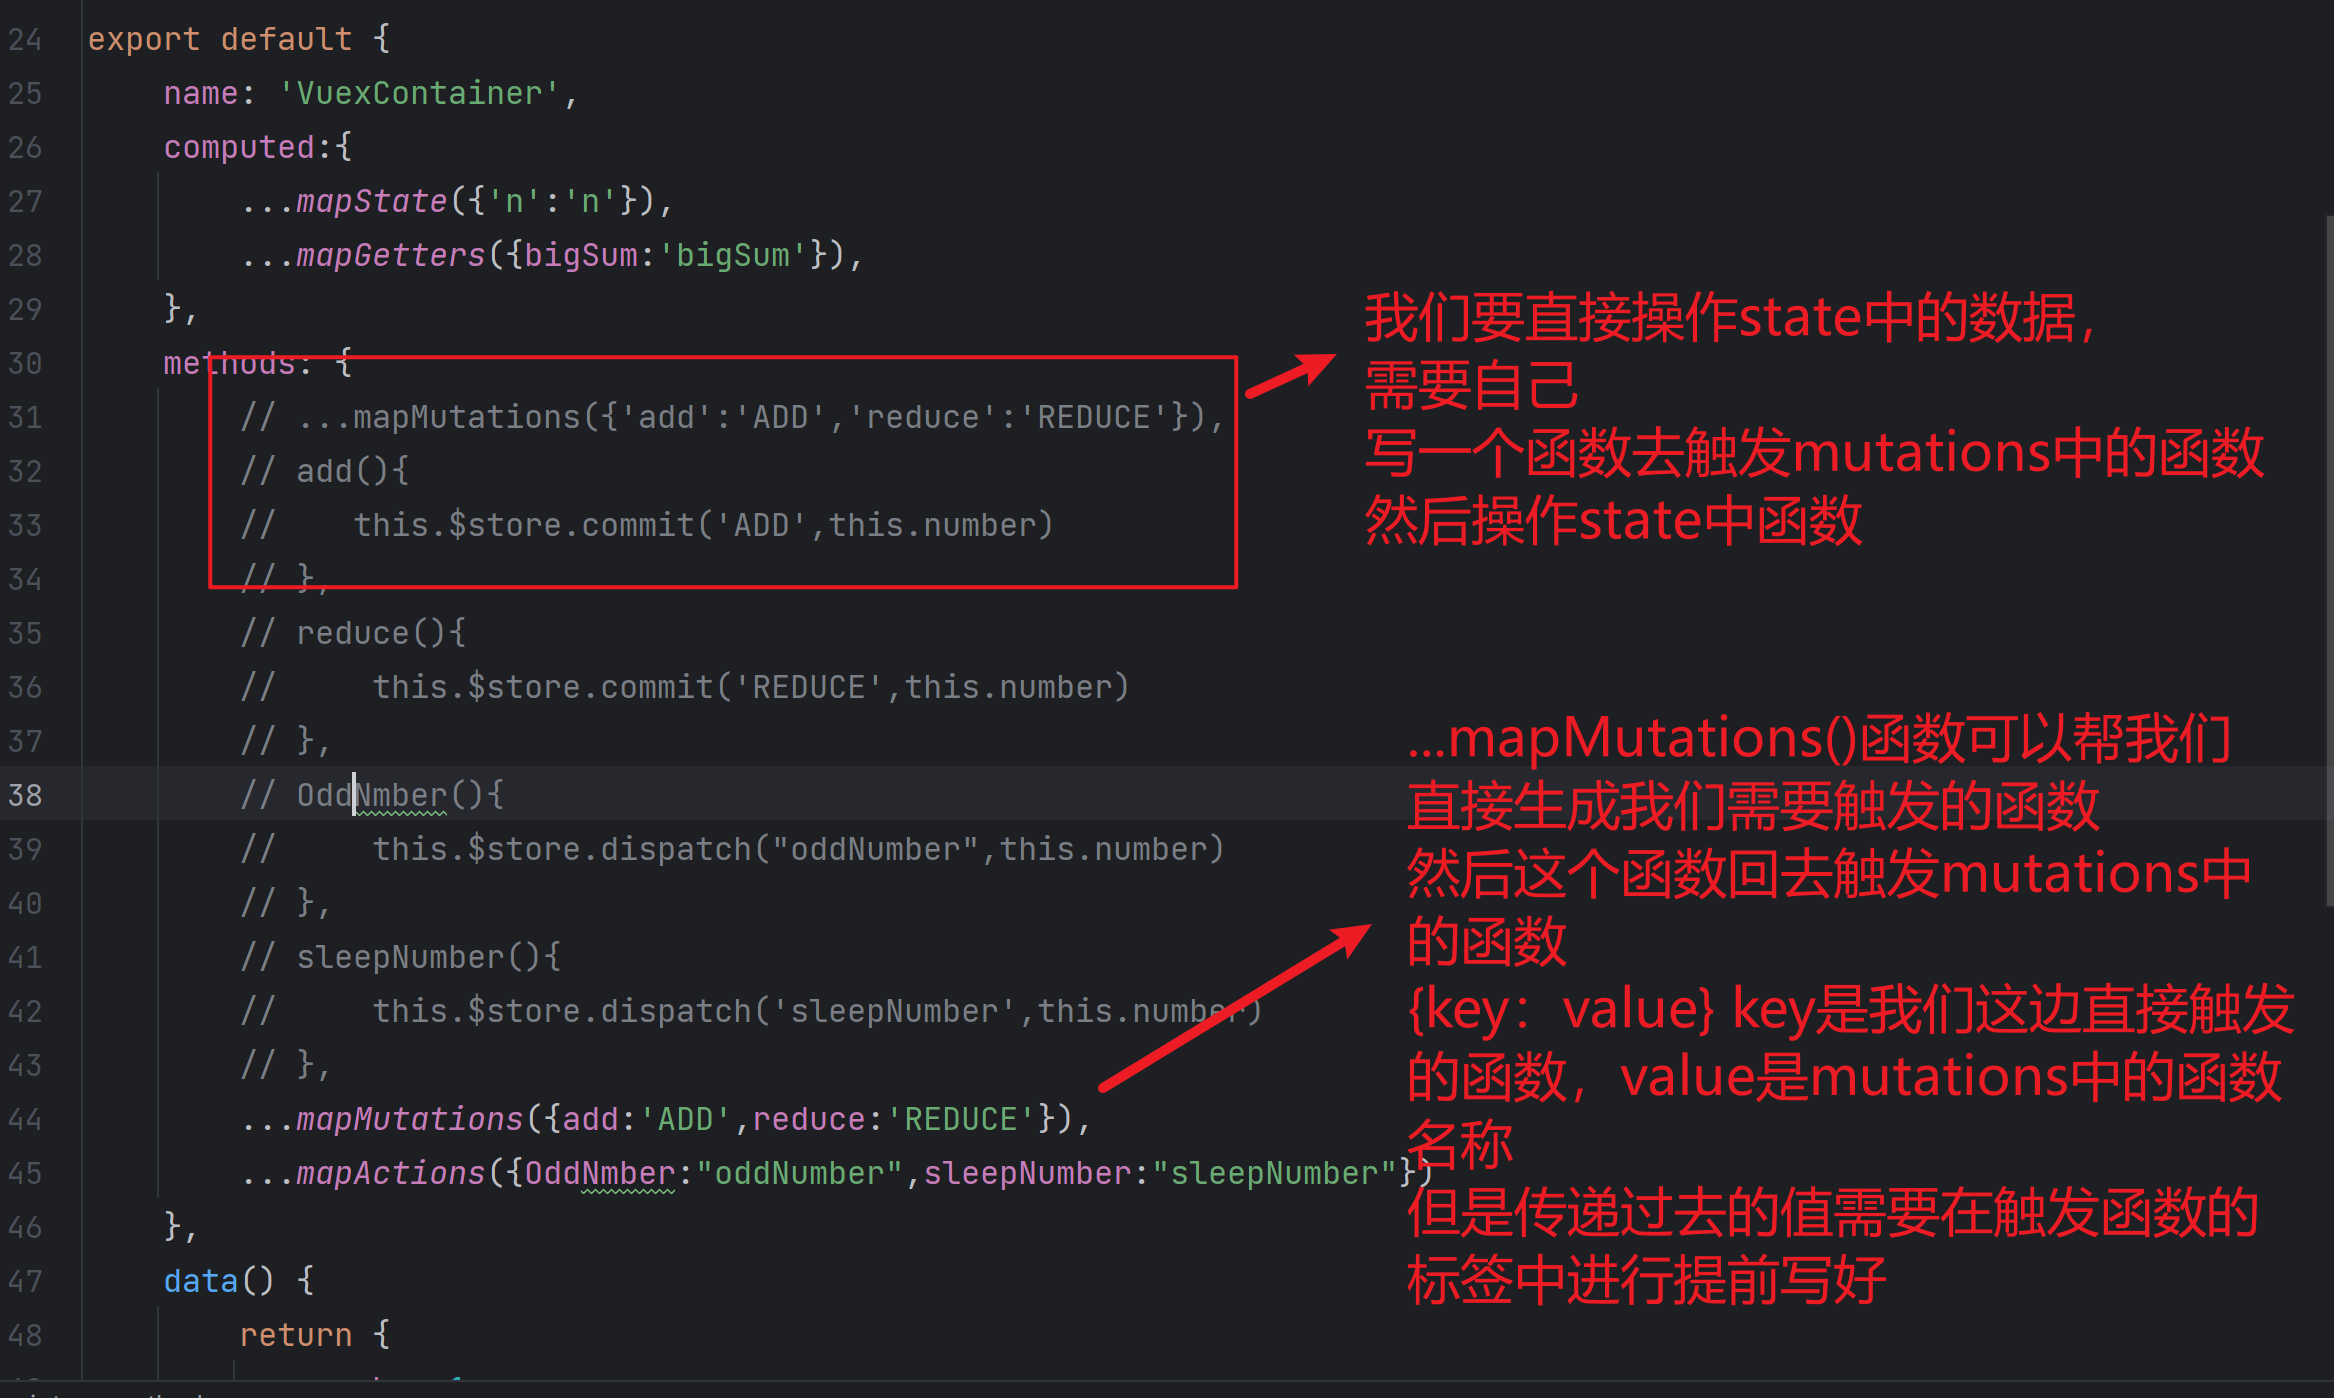 24 export default {
25 name: 'VuexContainer',
26 computed:{
27 ...mapState({'n':'n'}),
28 ...mapGetters({bigSum:'bigSum'}),
29 },
30 methods: {
31 // ...mapMutations({'add':'ADD','reduce':'REDUCE'}),
32 // add(){
33 // this.$store.commit('ADD',this.number)
34 // },
35 // reduce(){
36 // this.$store.commit('REDUCE',this.number)
37 // },
38 // OddNmber(){
39 // this.$store.dispatch("oddNumber",this.number)
40 // },
41 // sleepNumber(){
42 // this.$store.dispatch('sleepNumber',this.number)
43 // },
44 ...mapMutations({add:'ADD',reduce:'REDUCE'}),
45 ...mapActions({OddNmber:"oddNumber",sleepNumber:"sleepNumber"})
46 },
47 data() {
48 return {
我们要直接操作state中的数据，
需要自己
写一个函数去触发mutations中的函数
然后操作state中函数
...mapMutations()函数可以帮我们
直接生成我们需要触发的函数
然后这个函数回去触发mutations中
的函数
{key：value} key是我们这边直接触发
的函数，value是mutations中的函数
名称
但是传递过去的值需要在触发函数的
标签中进行提前写好